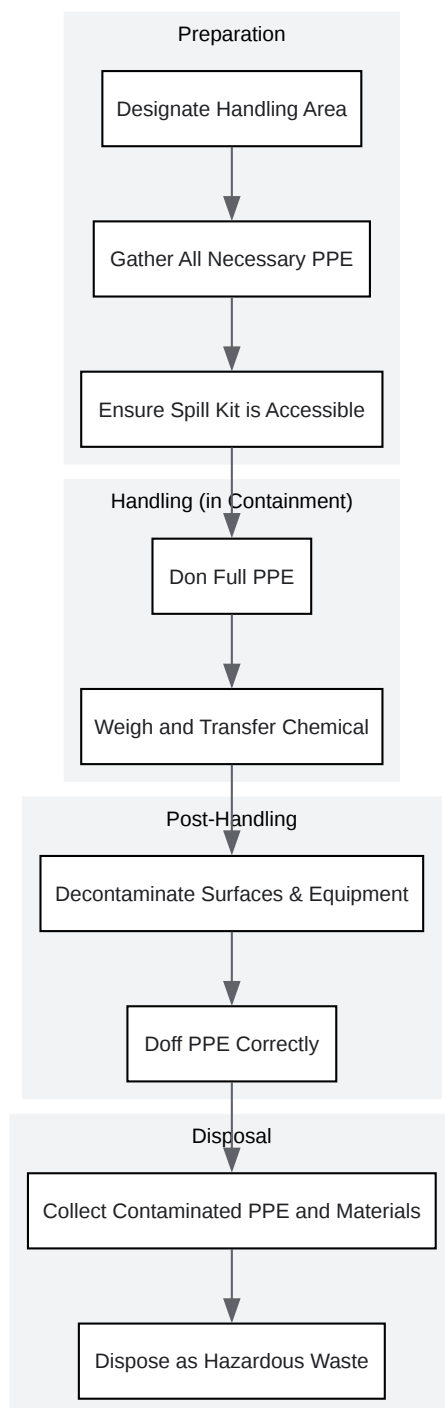 Preparation
Designate Handling Area
Gather All Necessary PPE
Ensure Spill Kit is Accessible
Handling (in Containment)
Don Full PPE
Weigh and Transfer Chemical
Post-Handling
Decontaminate Surfaces & Equipment
Doff PPE Correctly
Disposal
Collect Contaminated PPE and Materials
Dispose as Hazardous Waste